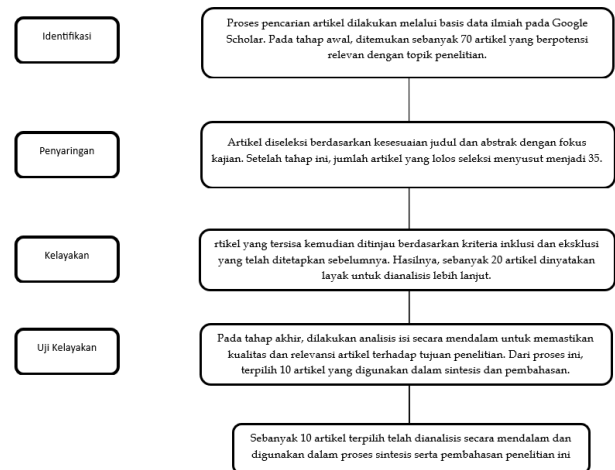 Identifikasi
Proses pencarian artikel dilakukan melalui basis data ilmiah pada Google
Scholar. Pada tahap awal, ditemukan sebanyak 70 artikel yang berpotensi
relevan dengan topik penelitian.
Penyaringan
Artikel diseleksi berdasarkan kesesuaian judul dan abstrak dengan fokus
kajian. Setelah tahap ini, jumlah artikel yang lolos seleksi menyusut menjadi 35.
Kelayakan
rtikel yang tersisa kemudian ditinjau berdasarkan kriteria inklusi dan eksklusi
yang telah ditetapkan sebelumnya. Hasilnya, sebanyak 20 artikel dinyatakan
layak untuk dianalisis lebih lanjut.
Uji Kelayakan
Pada tahap akhir, dilakukan analisis isi secara mendalam untuk memastikan
kualitas dan relevansi artikel terhadap tujuan penelitian. Dari proses ini,
terpilih 10 artikel yang digunakan dalam sintesis dan pembahasan.
Sebanyak 10 artikel terpilih telah dianalisis secara mendalam dan
digunakan dalam proses sintesis serta pembahasan penelitian ini